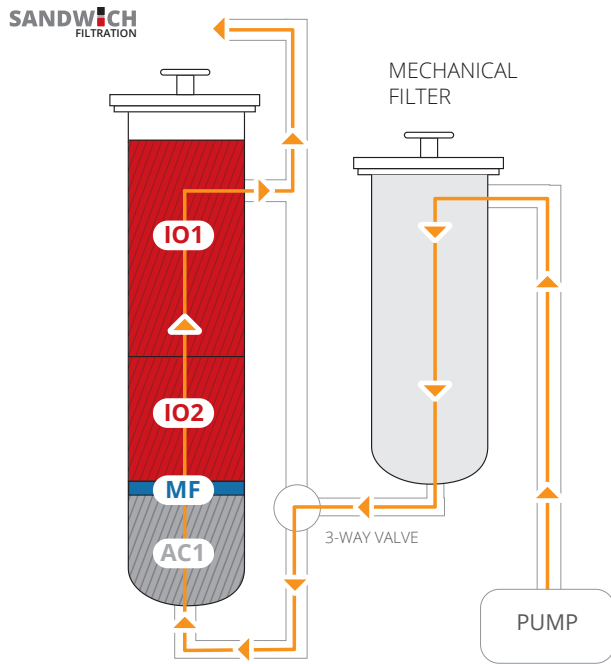 SANDWiCH
FILTRATION
MECHANICAL
FILTER
IO1
IO2
MF
AC1
3-WAY VALVE
PUMP